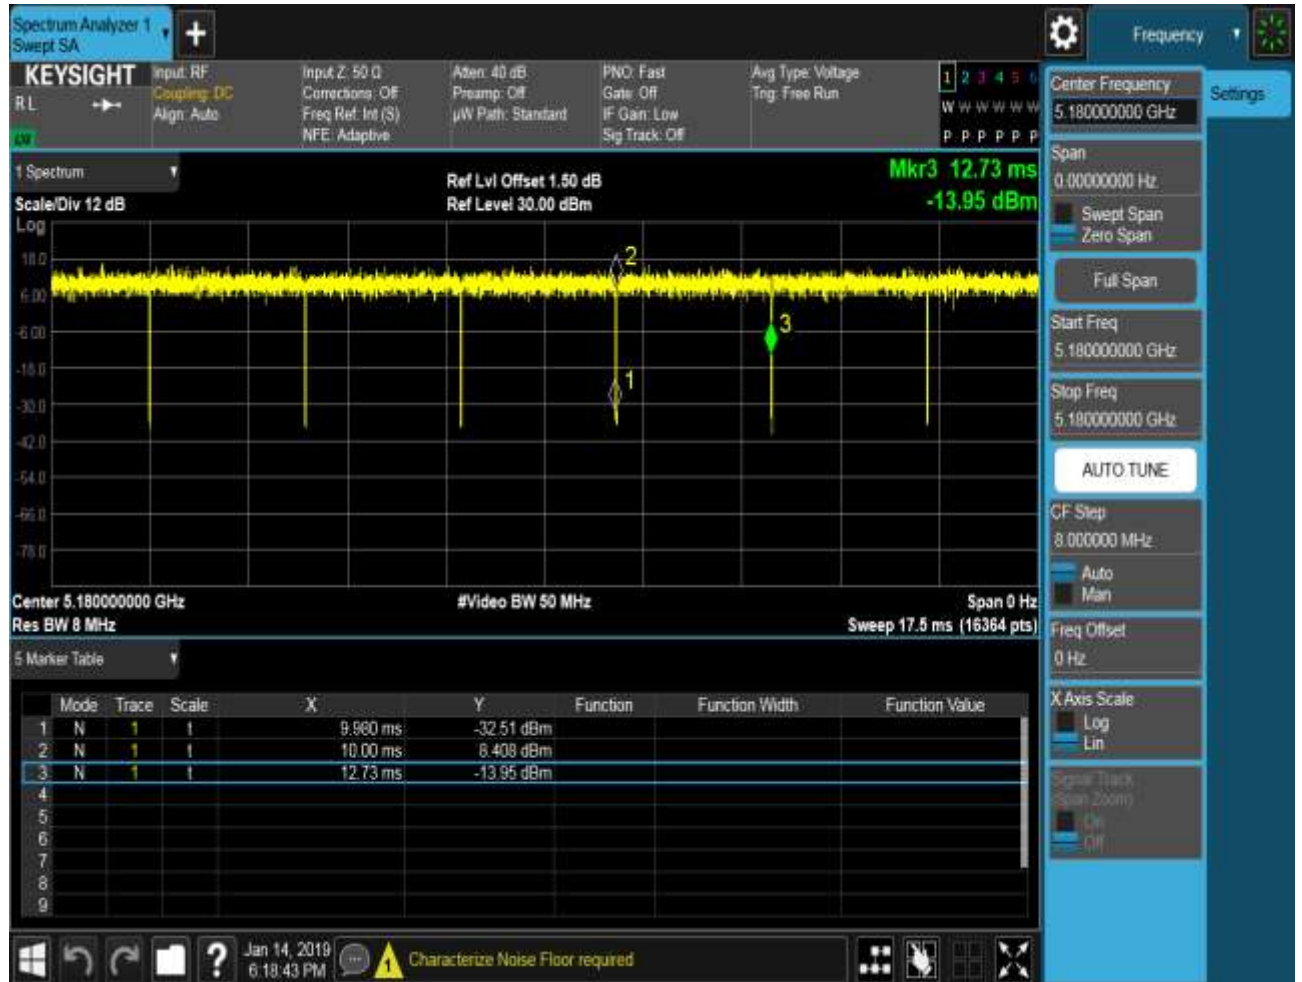 Spectrum Analyzer 1
Swept SA
+
Frequency
KEYSIGHT
RL
Input: RF
Coupling: DC
Align: Auto
Input Z: 50 Ω
Corrections: Off
Freq Ref: Int (S)
NFE: Adaptive
Atten: 40 dB
Preamp: Off
µW Path: Standard
PNO: Fast
Gate: Off
IF Gain: Low
Sig Track: Off
Avg Type: Voltage
Trig: Free Run
1 2 3 4 5 6
W W W W W W
P P P P P P
1 Spectrum
Scale/Div 12 dB
Ref Lvl Offset 1.50 dB
Ref Level 30.00 dBm
Mkr3 12.73 ms
-13.95 dBm
Log
18.0
6.00
-6.00
-18.0
-30.0
-42.0
-54.0
-66.0
-78.0
2
3
1
Center 5.180000000 GHz
#Video BW 50 MHz
Span 0 Hz
Res BW 8 MHz
Sweep 17.5 ms (16364 pts)
5 Marker Table
Mode Trace Scale X Y Function Function Width Function Value
1 N 1 t 9.980 ms -32.51 dBm
2 N 1 t 10.00 ms 8.408 dBm
3 N 1 t 12.73 ms -13.95 dBm
4
5
6
7
8
9
Jan 14, 2019
6:18:43 PM
?
1
Characterize Noise Floor required
Settings
Center Frequency
5.180000000 GHz
Span
0.00000000 Hz
Swept Span
Zero Span
Full Span
Start Freq
5.180000000 GHz
Stop Freq
5.180000000 GHz
AUTO TUNE
CF Step
8.000000 MHz
Auto
Man
Freq Offset
0 Hz
X Axis Scale
Log
Lin
Signal Track
(Span Zoom)
On
Off